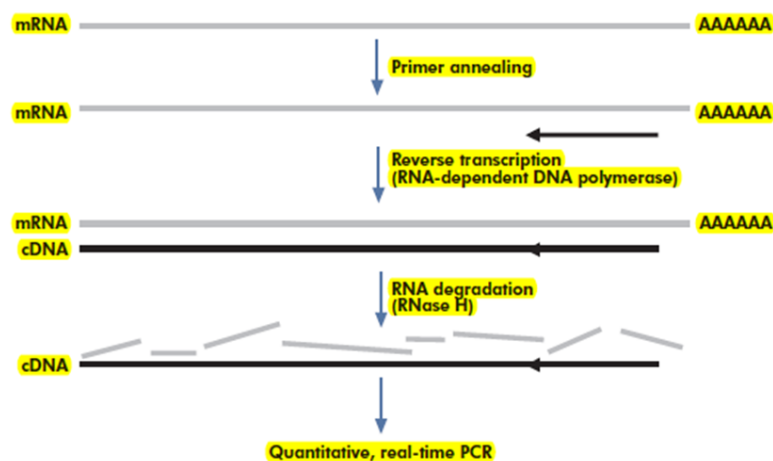 mRNA AAAAAA
Primer annealing
mRNA AAAAAA
Reverse transcription
(RNA-dependent DNA polymerase)
mRNA AAAAAA
cDNA
RNA degradation
(RNase H)
cDNA
Quantitative, real-time PCR